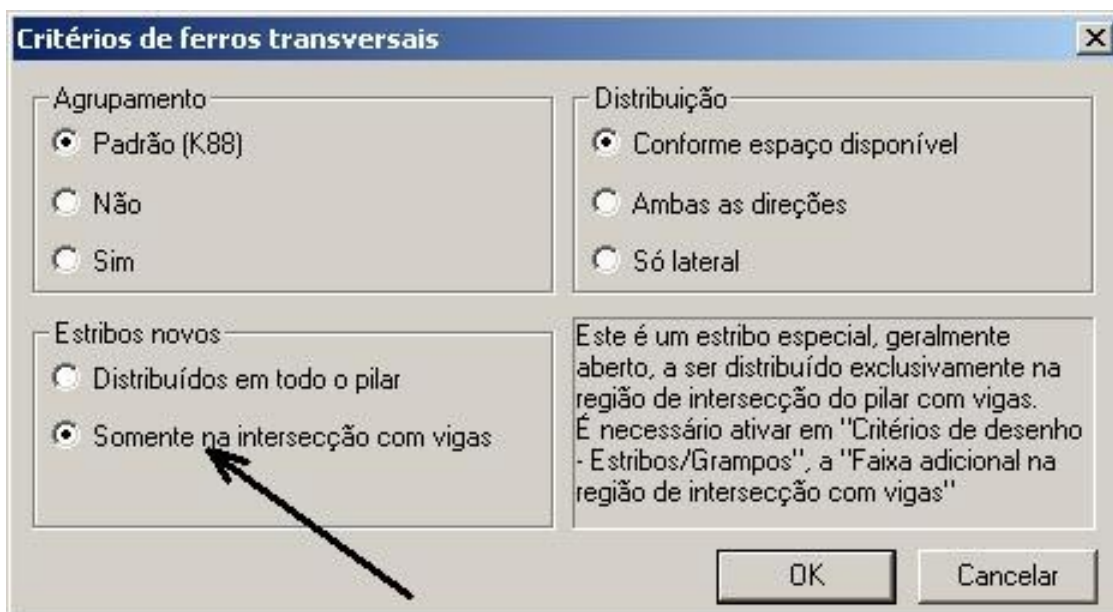 Critérios de ferros transversais
Agrupamento
Padrão (K88)
Não
Sim
Distribuição
Conforme espaço disponível
Ambas as direções
Só lateral
Estribos novos
Distribuídos em todo o pilar
Somente na intersecção com vigas
Este é um estribo especial, geralmente
aberto, a ser distribuído exclusivamente na
região de intersecção do pilar com vigas.
É necessário ativar em "Critérios de desenho
- Estribos/Grampos", a "Faixa adicional na
região de intersecção com vigas"
OK
Cancelar